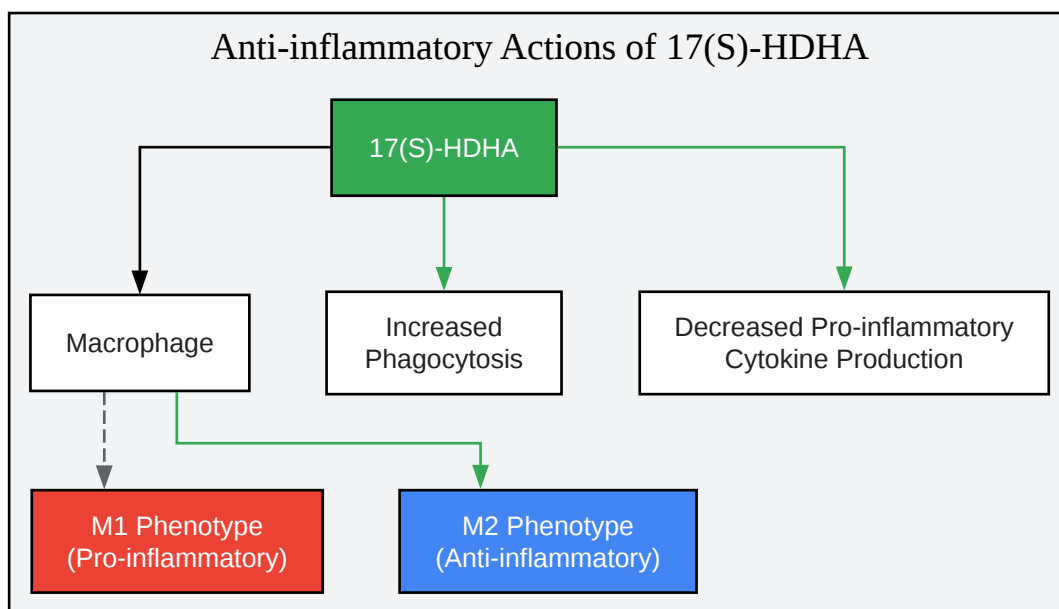 Anti-inflammatory Actions of 17(S)-HDHA
17(S)-HDHA
Macrophage
Increased
Phagocytosis
Decreased Pro-inflammatory
Cytokine Production
M1 Phenotype
(Pro-inflammatory)
M2 Phenotype
(Anti-inflammatory)